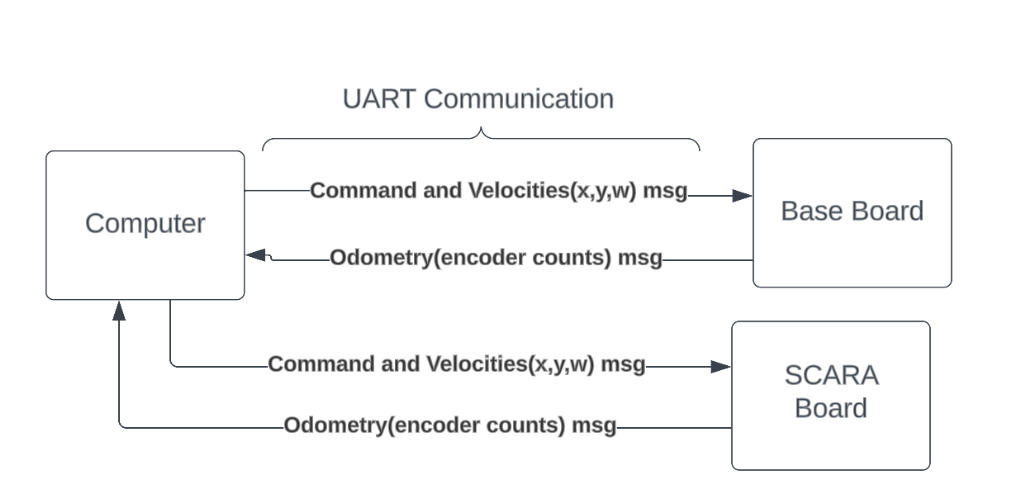 UART Communication
Computer
Command and Velocities(x,y,w) msg
Base Board
Odometry(encoder counts) msg
Command and Velocities(x,y,w) msg
SCARA
Board
Odometry(encoder counts) msg